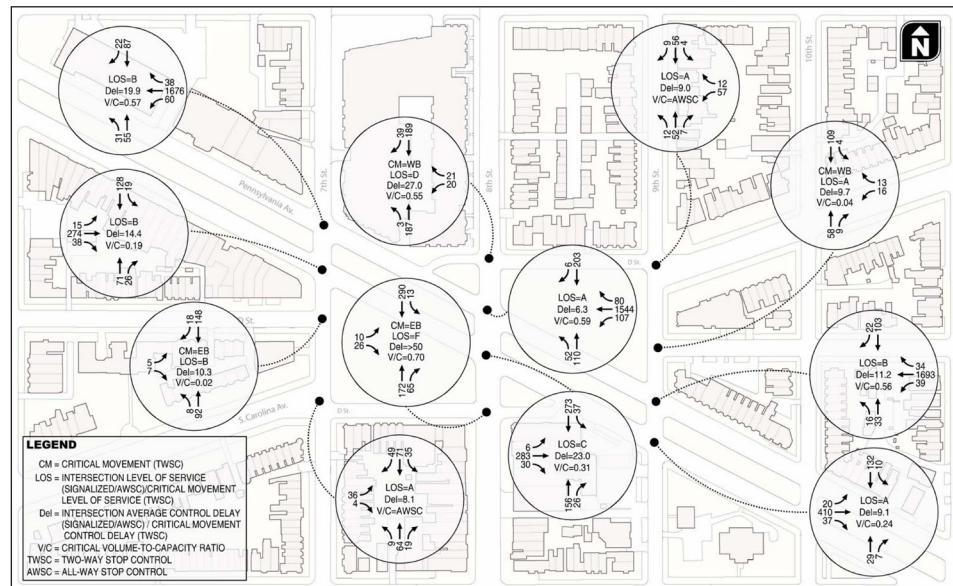 22 87
LOS=B
Del=19.9
V/C=0.57
38
1676
60
31 55
39 189
CM=WB
LOS=D
Del=27.0
V/C=0.55
21
20
3 187
9 56 4
LOS=A
Del=9.0
V/C=AWSC
12
57
12 52 7
109 4
CM=WB
LOS=A
Del=9.7
V/C=0.04
13
16
58 9
N
7th St.
8th St.
9th St.
10th St.
Pennsylvania Av.
128 19
15
274
38
LOS=B
Del=14.4
V/C=0.19
71 26
290 13
10
26
CM=EB
LOS=F
Del=>50
V/C=0.70
172 65
6 203
LOS=A
Del=6.3
V/C=0.59
80
1544
107
52 110
D St.
D St.
18 148
5
7
CM=EB
LOS=B
Del=10.3
V/C=0.02
8 92
22 103
LOS=B
Del=11.2
V/C=0.56
34
1693
39
16 33
S. Carolina Av.
D St.
49 71 35
36
4
LOS=A
Del=8.1
V/C=AWSC
9 64 19
273 37
6
283
30
LOS=C
Del=23.0
V/C=0.31
156 26
132 10
20
410
37
LOS=A
Del=9.1
V/C=0.24
29 7
LEGEND
CM = CRITICAL MOVEMENT (TWSC)
LOS = INTERSECTION LEVEL OF SERVICE
(SIGNALIZED/AWSC)/CRITICAL MOVEMENT
LEVEL OF SERVICE (TWSC)
Del = INTERSECTION AVERAGE CONTROL DELAY
(SIGNALIZED/AWSC) / CRITICAL MOVEMENT
CONTROL DELAY (TWSC)
V/C = CRITICAL VOLUME-TO-CAPACITY RATIO
TWSC = TWO-WAY STOP CONTROL
AWSC = ALL-WAY STOP CONTROL